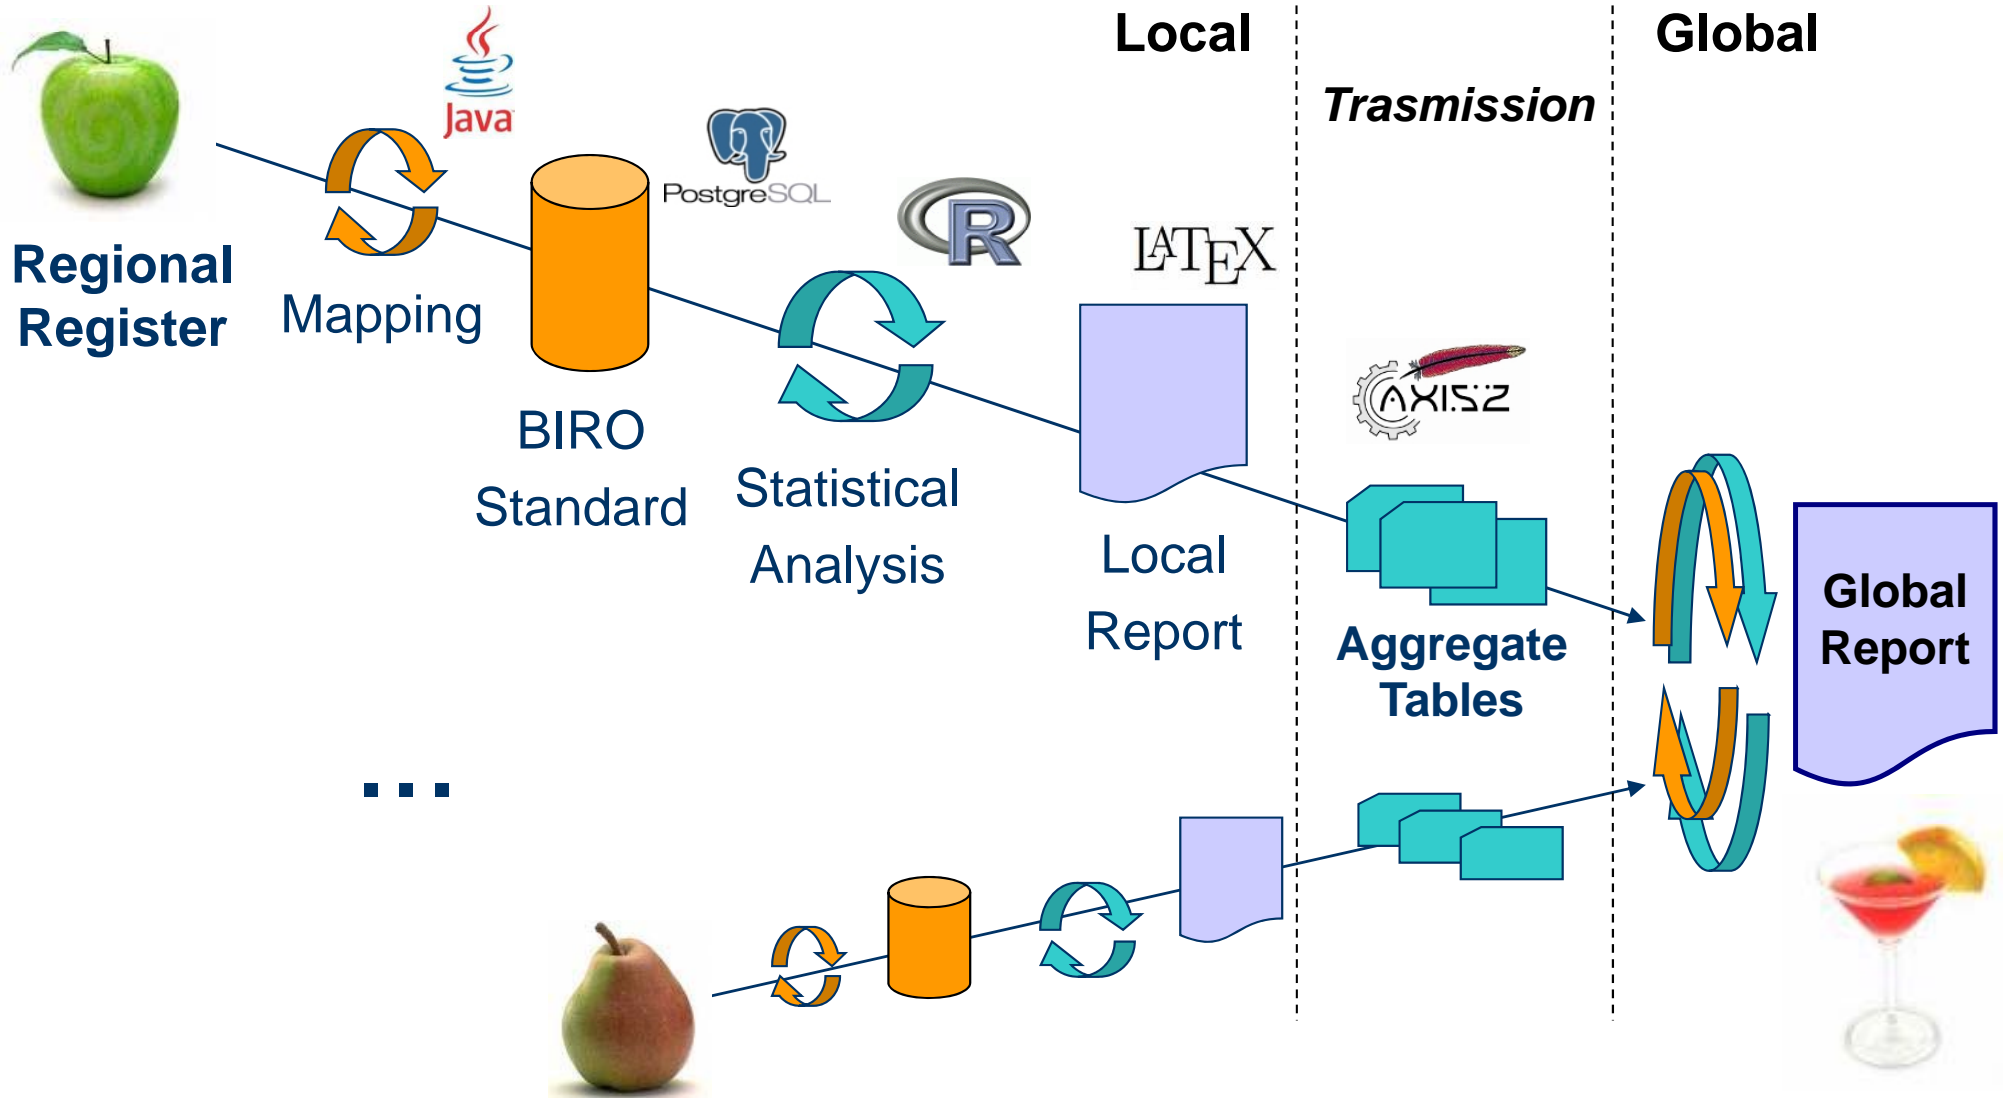 Local
Global
Trasmission
Java
PostgreSQL
R
LATEX
AXIS2
Regional
Register
Mapping
BIRO
Standard
Statistical
Analysis
Local
Report
Aggregate
Tables
Global
Report
...